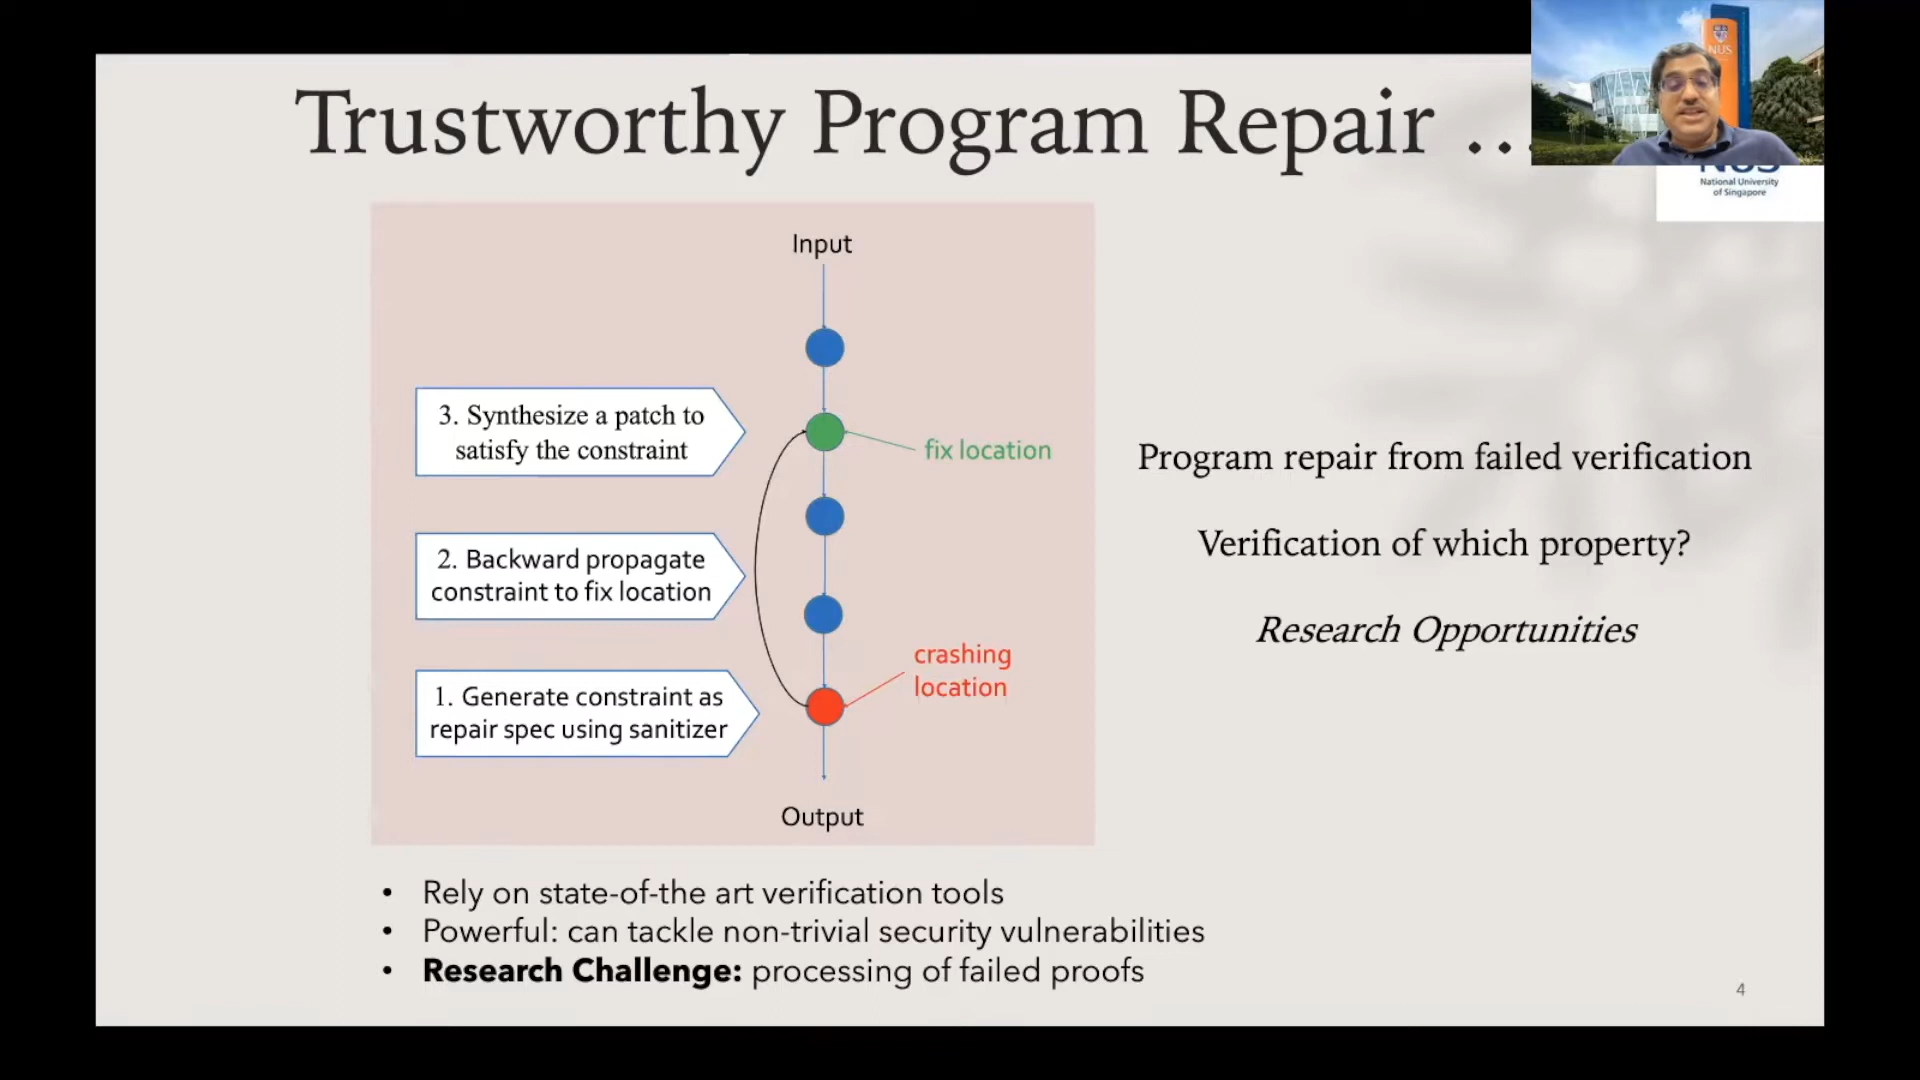 Trustworthy Program Repair ...
NUS
NUS
National University
of Singapore
Input
3. Synthesize a patch to
satisfy the constraint
fix location
2. Backward propagate
constraint to fix location
crashing
location
1. Generate constraint as
repair spec using sanitizer
Output
Program repair from failed verification
Verification of which property?
Research Opportunities
• Rely on state-of-the art verification tools
• Powerful: can tackle non-trivial security vulnerabilities
• Research Challenge: processing of failed proofs
4